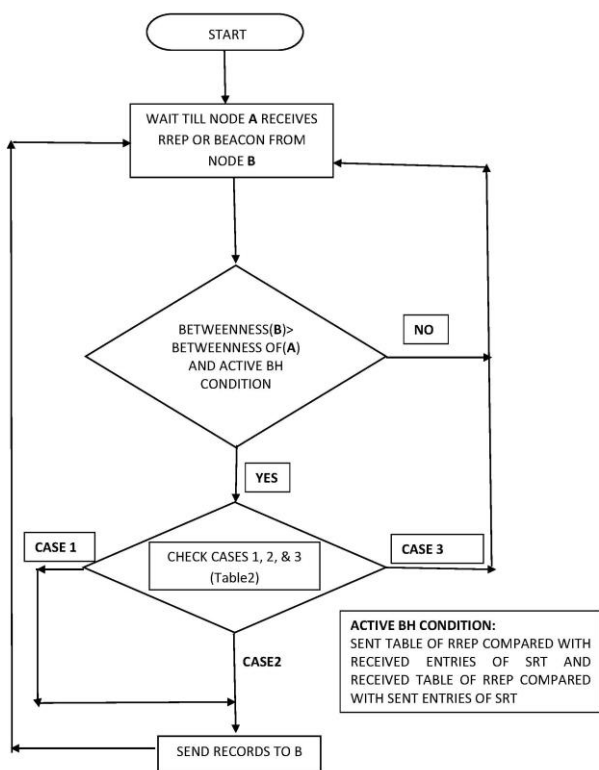 START
WAIT TILL NODE A RECEIVES
RREP OR BEACON FROM
NODE B
BETWEENNESS(B)>
BETWEENNESS OF(A)
AND ACTIVE BH
CONDITION
NO
YES
CASE 1
CHECK CASES 1, 2, & 3
(Table2)
CASE 3
CASE2
ACTIVE BH CONDITION:
SENT TABLE OF RREP COMPARED WITH
RECEIVED ENTRIES OF SRT AND
RECEIVED TABLE OF RREP COMPARED
WITH SENT ENTRIES OF SRT
SEND RECORDS TO B